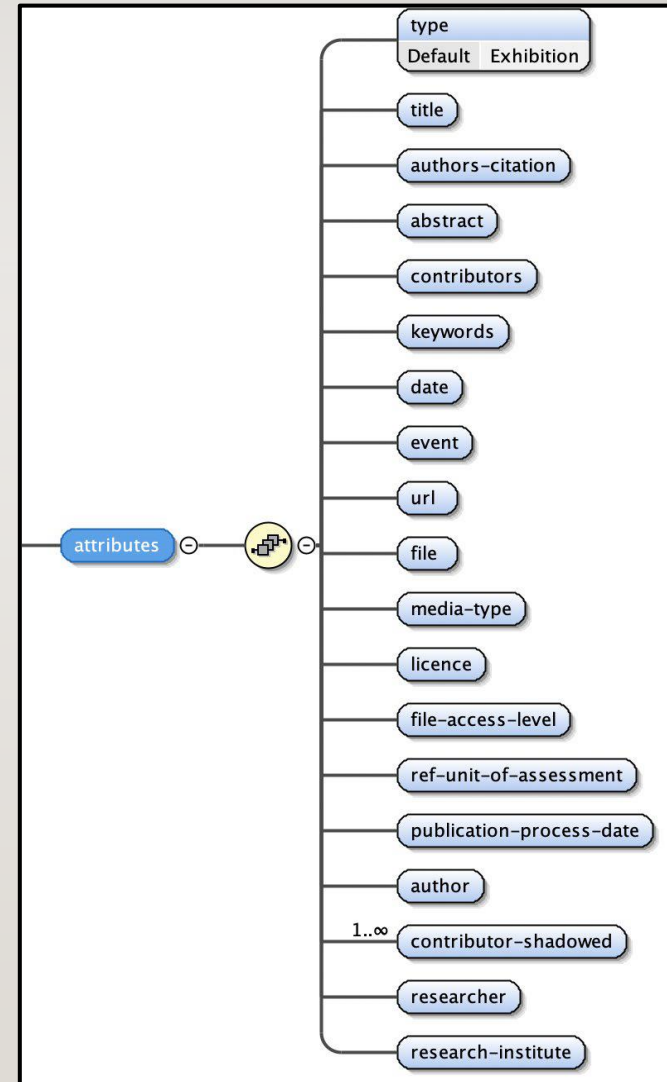 type
Default Exhibition
title
authors-citation
abstract
contributors
keywords
date
event
url
file
attributes
media-type
licence
file-access-level
ref-unit-of-assessment
publication-process-date
author
1..∞
contributor-shadowed
researcher
research-institute